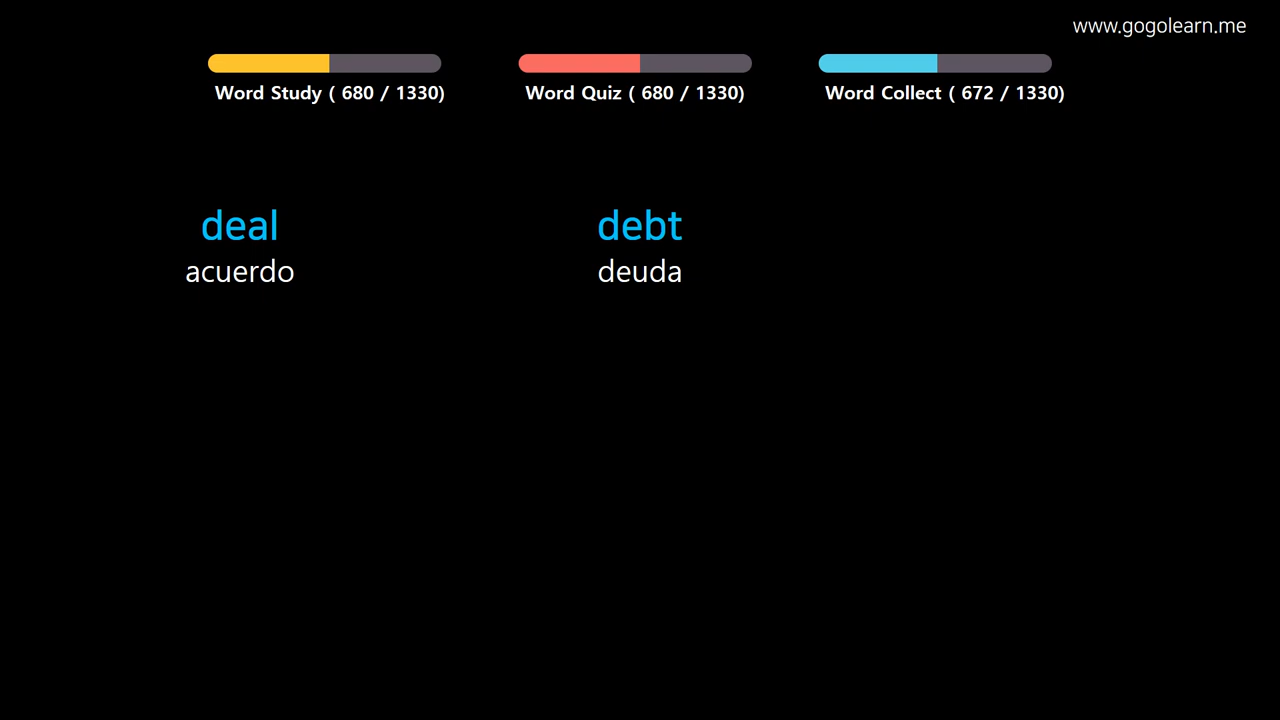 www.gogolearn.me
Word Study ( 680 / 1330)
Word Quiz ( 680 / 1330)
Word Collect ( 672 / 1330)
deal
acuerdo
debt
deuda